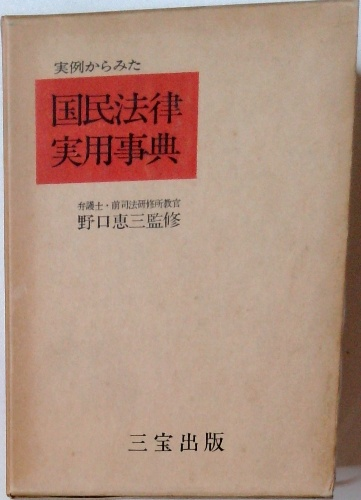 実例からみた
国民法律
実用事典
弁護士・前司法研修所教官
野口恵三監修
三宝出版